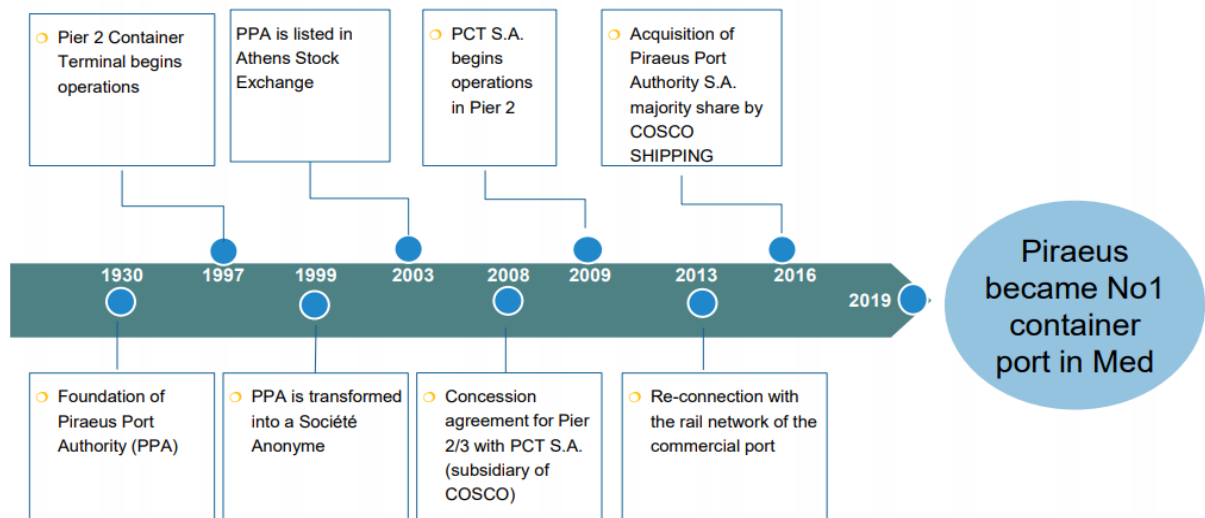 Pier 2 Container
Terminal begins
operations
PPA is listed in
Athens Stock
Exchange
PCT S.A.
begins
operations
in Pier 2
Acquisition of
Piraeus Port
Authority S.A.
majority share by
COSCO
SHIPPING
1930
1997
1999
2003
2008
2009
2013
2016
2019
Piraeus
became No1
container
port in Med
Foundation of
Piraeus Port
Authority (PPA)
PPA is transformed
into a Société
Anonyme
Concession
agreement for Pier
2/3 with PCT S.A.
(subsidiary of
COSCO)
Re-connection with
the rail network of the
commercial port